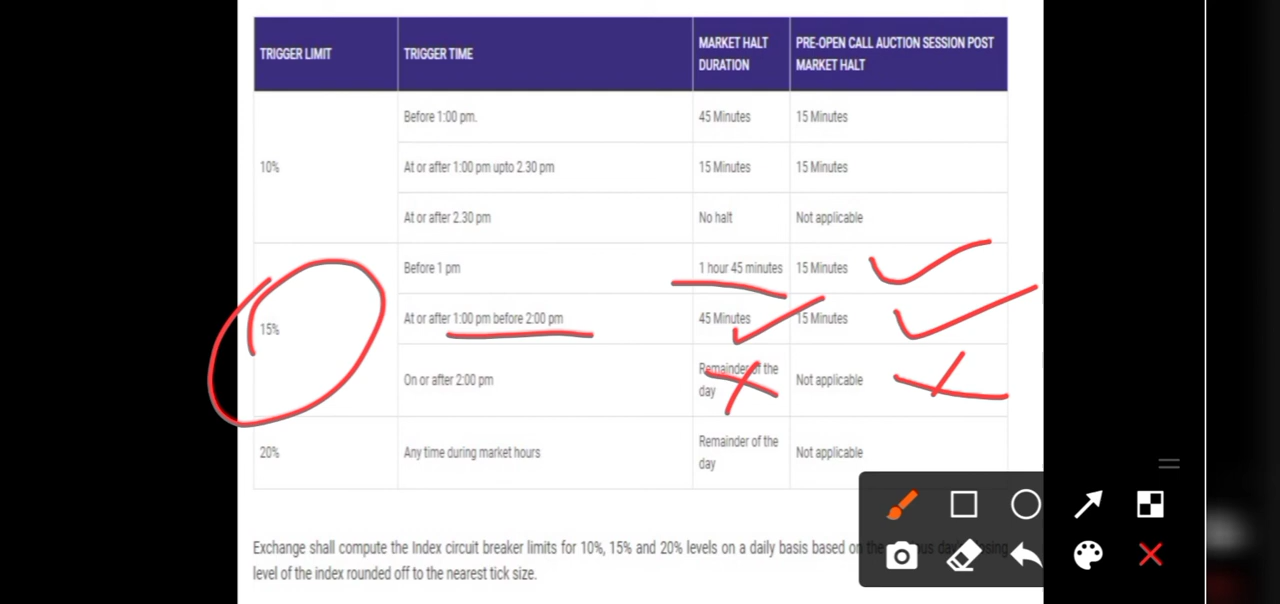 TRIGGER LIMIT TRIGGER TIME MARKET HALT DURATION PRE-OPEN CALL AUCTION SESSION POST MARKET HALT
10% Before 1:00 pm. 45 Minutes 15 Minutes
At or after 1:00 pm upto 2.30 pm 15 Minutes 15 Minutes
At or after 2.30 pm No halt Not applicable
15% Before 1 pm 1 hour 45 minutes 15 Minutes
At or after 1:00 pm before 2:00 pm 45 Minutes 15 Minutes
On or after 2:00 pm Remainder of the day Not applicable
20% Any time during market hours Remainder of the day Not applicable
Exchange shall compute the Index circuit breaker limits for 10%, 15% and 20% levels on a daily basis based on
level of the index rounded off to the nearest tick size.